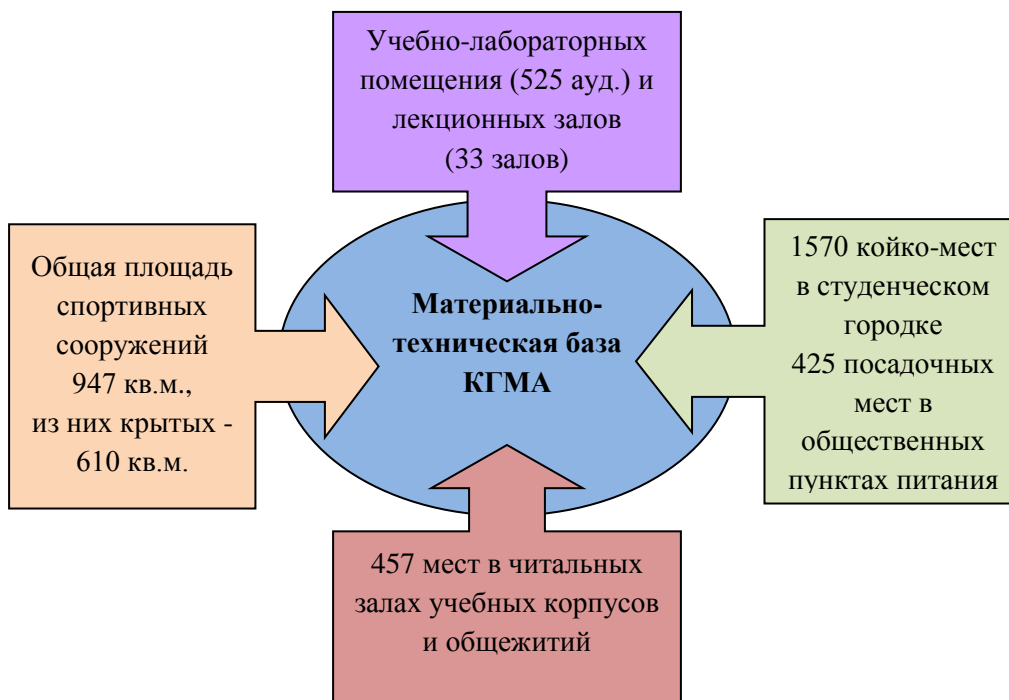 Учебно-лабораторных
помещения (525 ауд.) и
лекционных залов
(33 залов)
Общая площадь
спортивных
сооружений
947 кв.м.,
из них крытых -
610 кв.м.
Материально-
техническая база
КГМА
1570 койко-мест
в студенческом
городке
425 посадочных
мест в
общественных
пунктах питания
457 мест в читальных
залах учебных корпусов
и общежитий